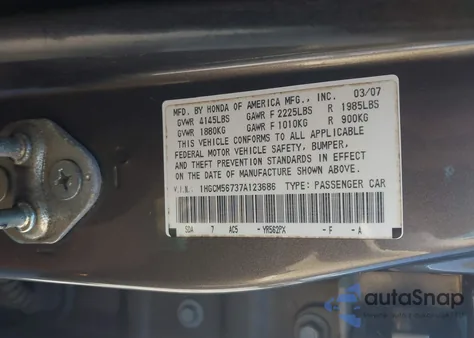 MFD. BY HONDA OF AMERICA MFG., INC. 03/07
GVWR 4145LBS GAWR F 2225LBS R 1985LBS
GVWR 1880KG GAWR F 1010KG R 900KG
THIS VEHICLE CONFORMS TO ALL APPLICABLE
FEDERAL MOTOR VEHICLE SAFETY, BUMPER,
AND THEFT PREVENTION STANDARDS IN EFFECT
ON THE DATE OF MANUFACTURE SHOWN ABOVE.
V.I.N. 1HGCM56737A123686 TYPE: PASSENGER CAR
SDA 7 AC5 - YR562PX - F - A
autoSnap